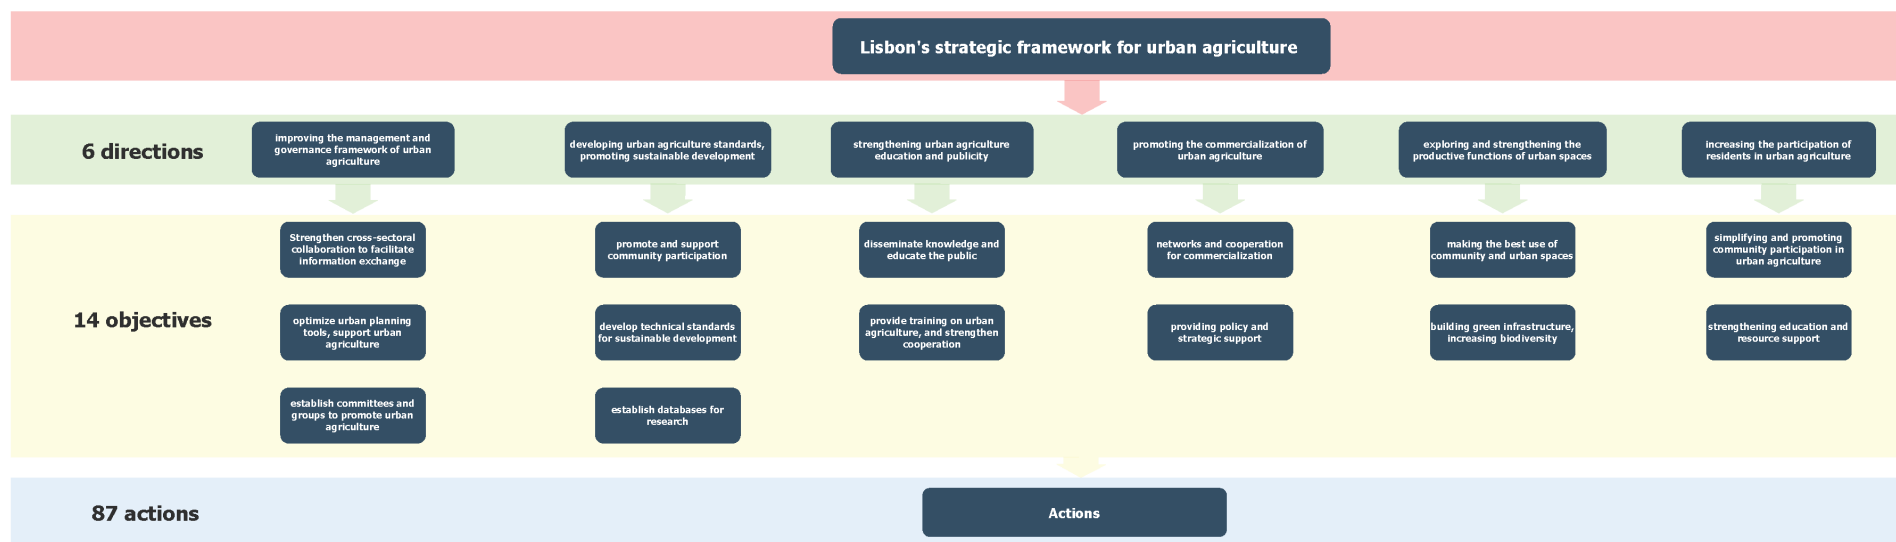 Lisbon's strategic framework for urban agriculture
6 directions
improving the management and
governance framework of urban
agriculture
developing urban agriculture standards,
promoting sustainable development
strengthening urban agriculture
education and publicity
promoting the commercialization of
urban agriculture
exploring and strengthening the
productive functions of urban spaces
increasing the participation of
residents in urban agriculture
14 objectives
Strengthen cross-sectoral
collaboration to facilitate
information exchange
promote and support
community participation
disseminate knowledge and
educate the public
networks and cooperation
for commercialization
making the best use of
community and urban spaces
simplifying and promoting
community participation in
urban agriculture
optimize urban planning
tools, support urban
agriculture
develop technical standards
for sustainable development
provide training on urban
agriculture, and strengthen
cooperation
providing policy and
strategic support
building green infrastructure,
increasing biodiversity
strengthening education and
resource support
establish committees and
groups to promote urban
agriculture
establish databases for
research
87 actions
Actions